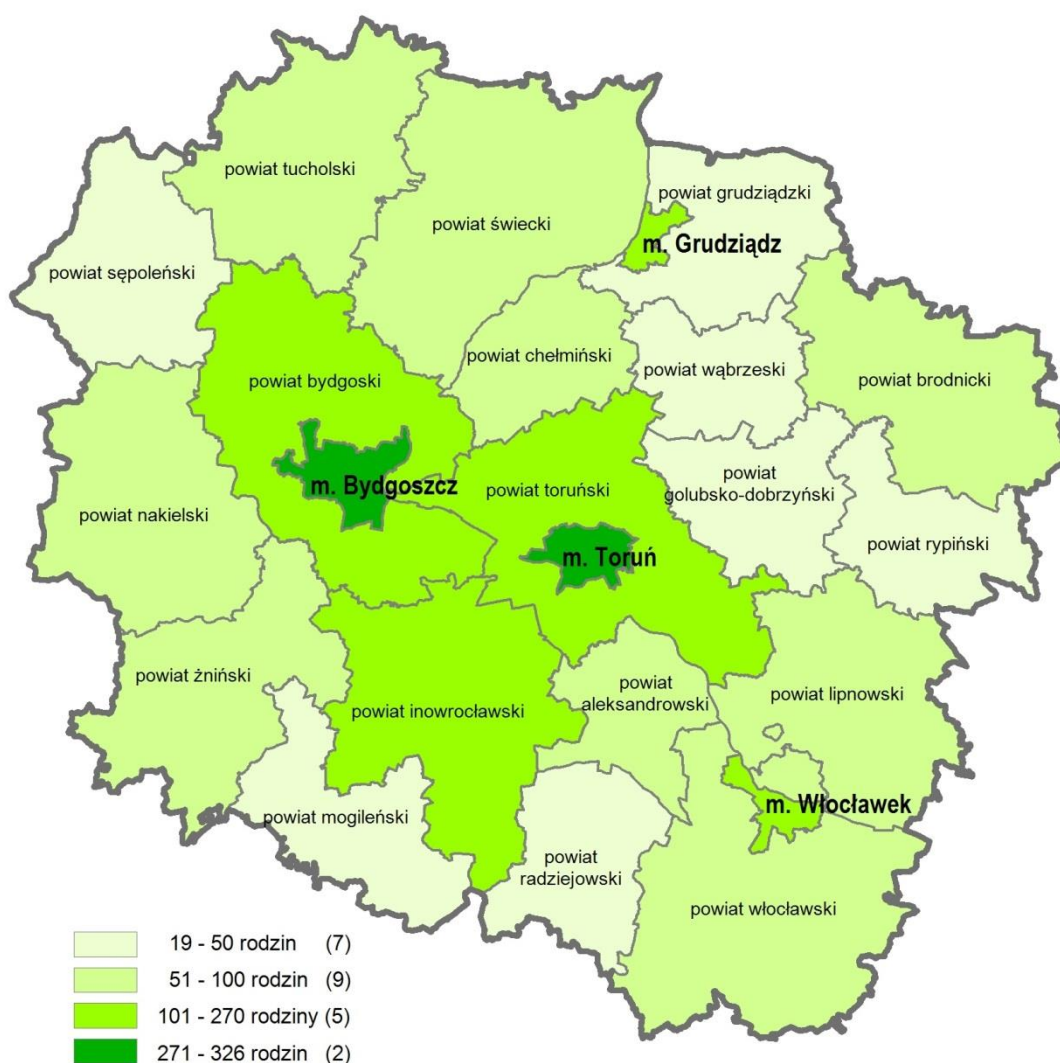 powiat tucholski
powiat grudziądzki
powiat świecki
m. Grudziądz
powiat sępoleński
powiat chełmiński
powiat wąbrzeski
powiat brodnicki
powiat bydgoski
powiat
golubsko-dobrzyński
m. Bydgoszcz
powiat toruński
powiat nakielski
powiat rypiński
m. Toruń
powiat żniński
powiat
aleksandrowski
powiat lipnowski
powiat inowrocławski
m. Włocławek
powiat mogileński
powiat
radziejowski
powiat włocławski
19 - 50 rodzin (7)
51 - 100 rodzin (9)
101 - 270 rodziny (5)
271 - 326 rodzin (2)